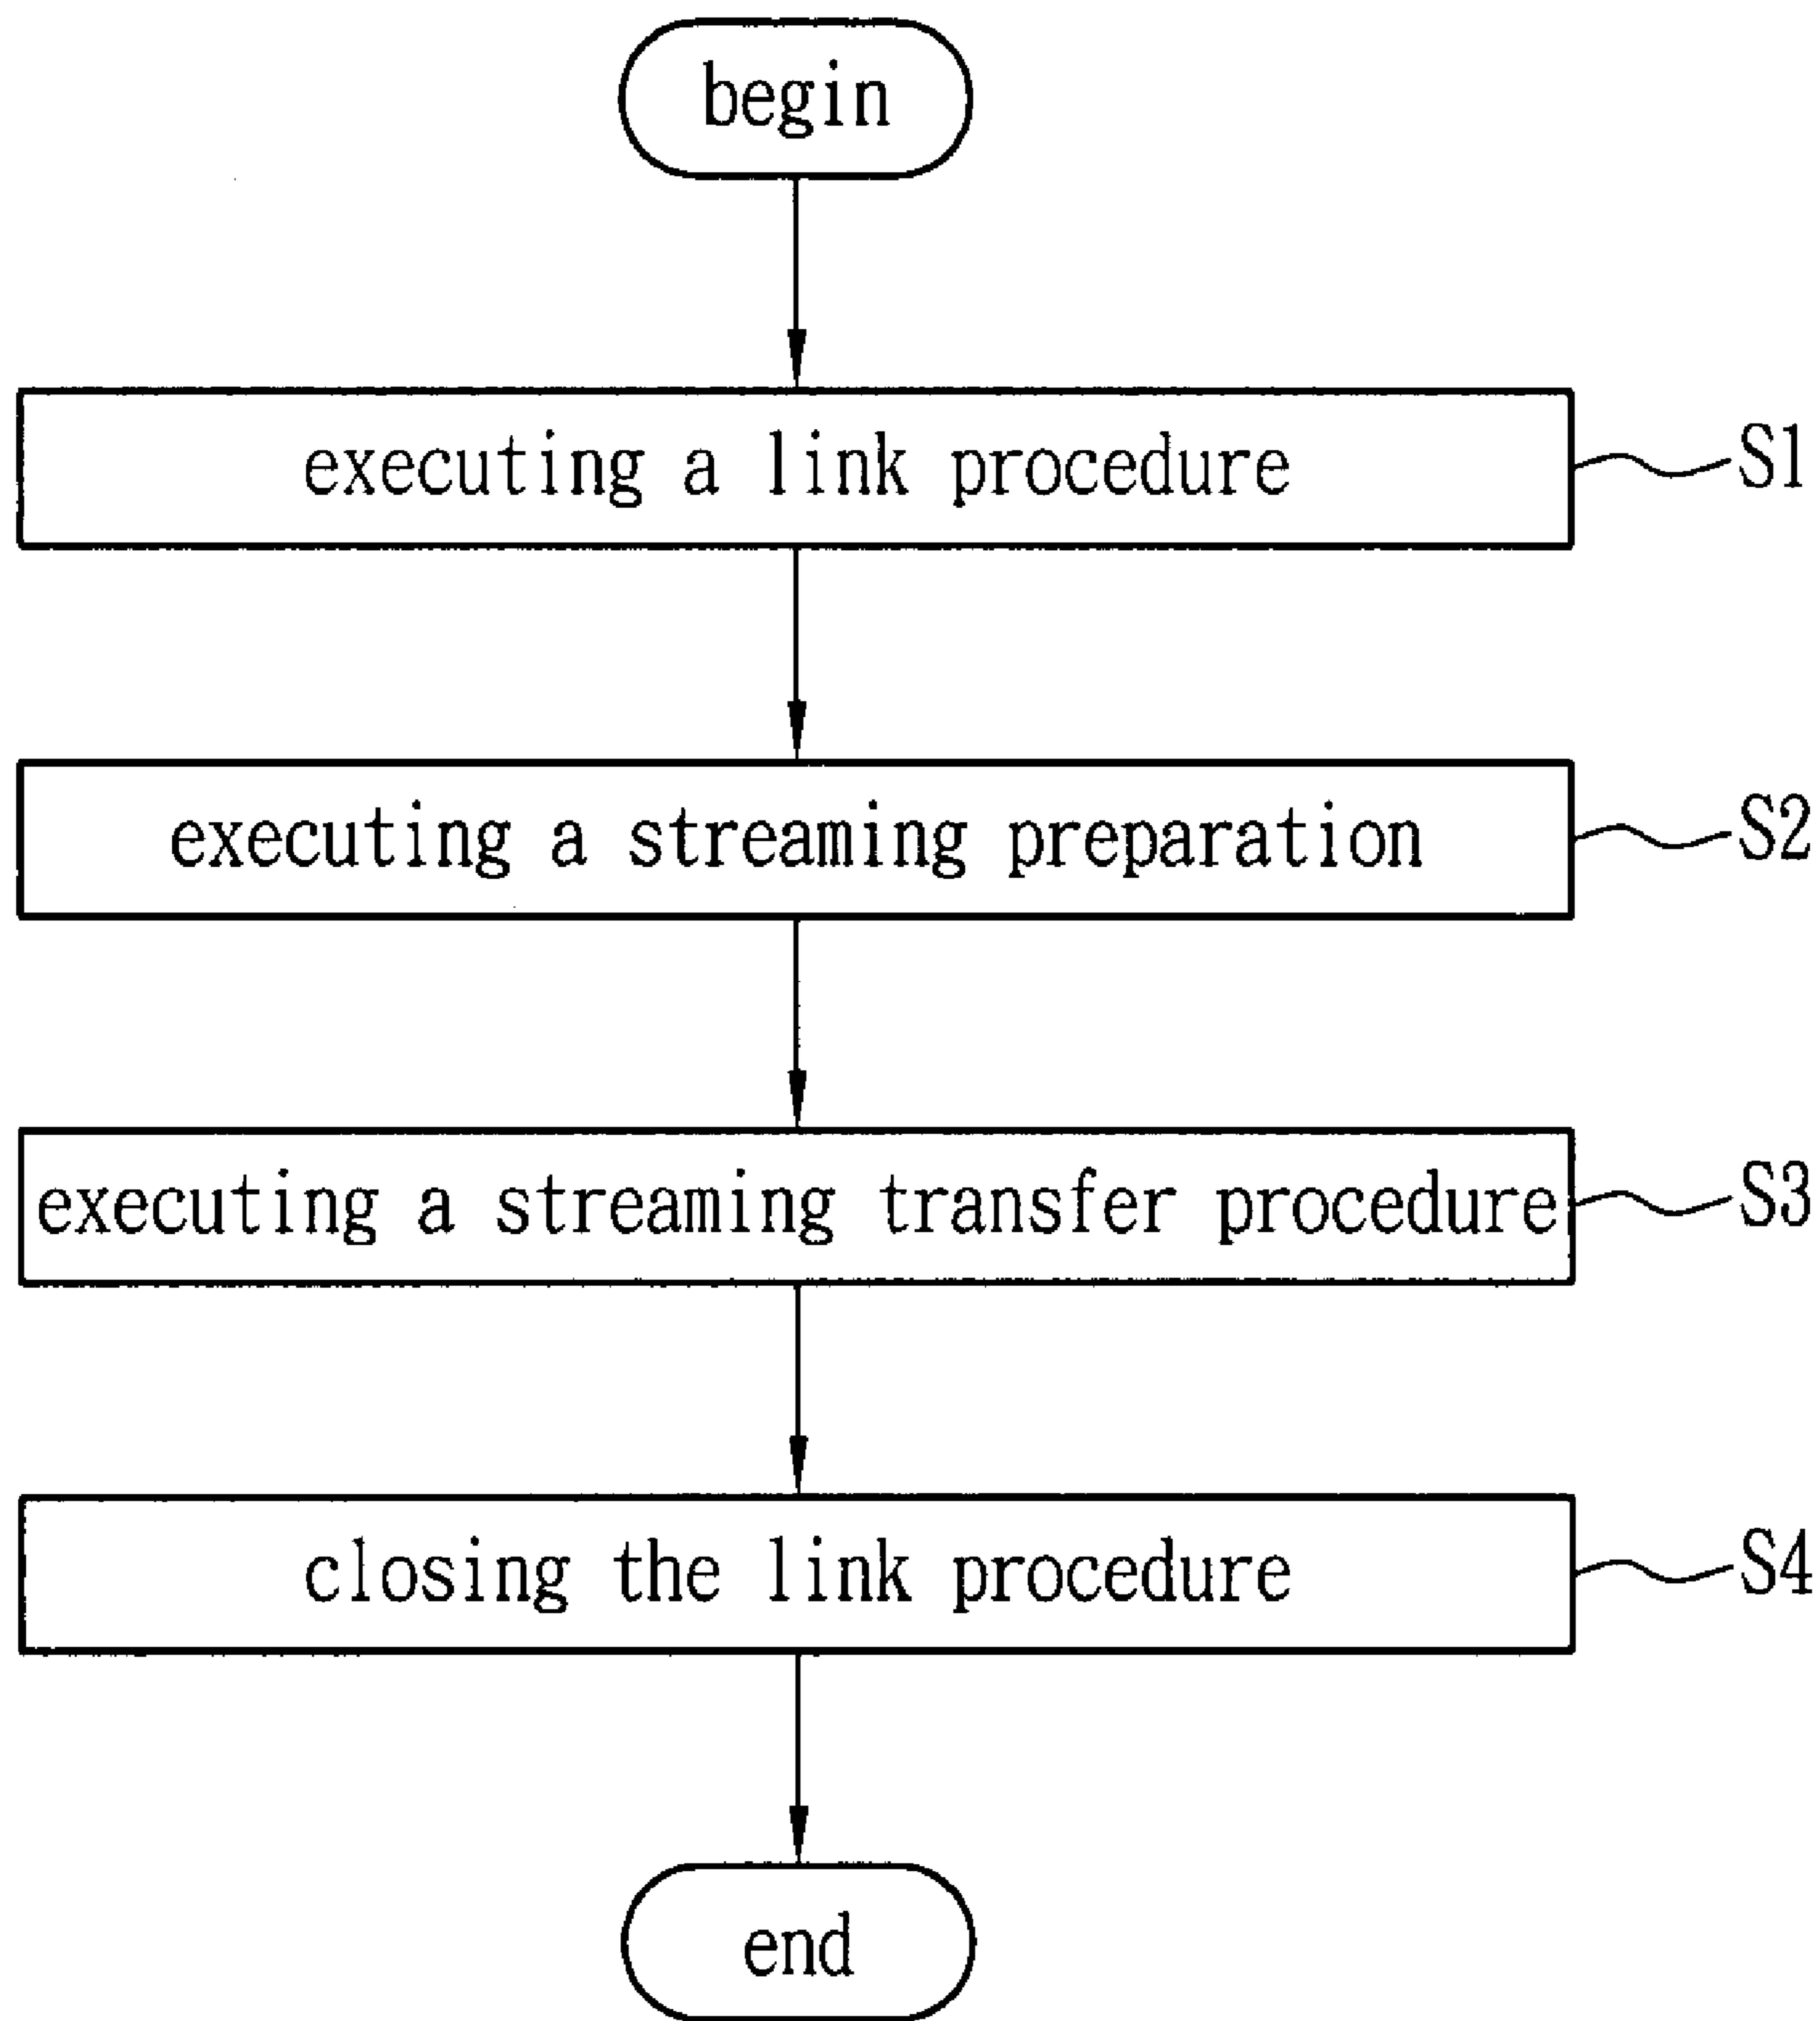 begin
executing a link procedure
S1
executing a streaming preparation
S2
executing a streaming transfer procedure
S3
closing the link procedure
S4
end